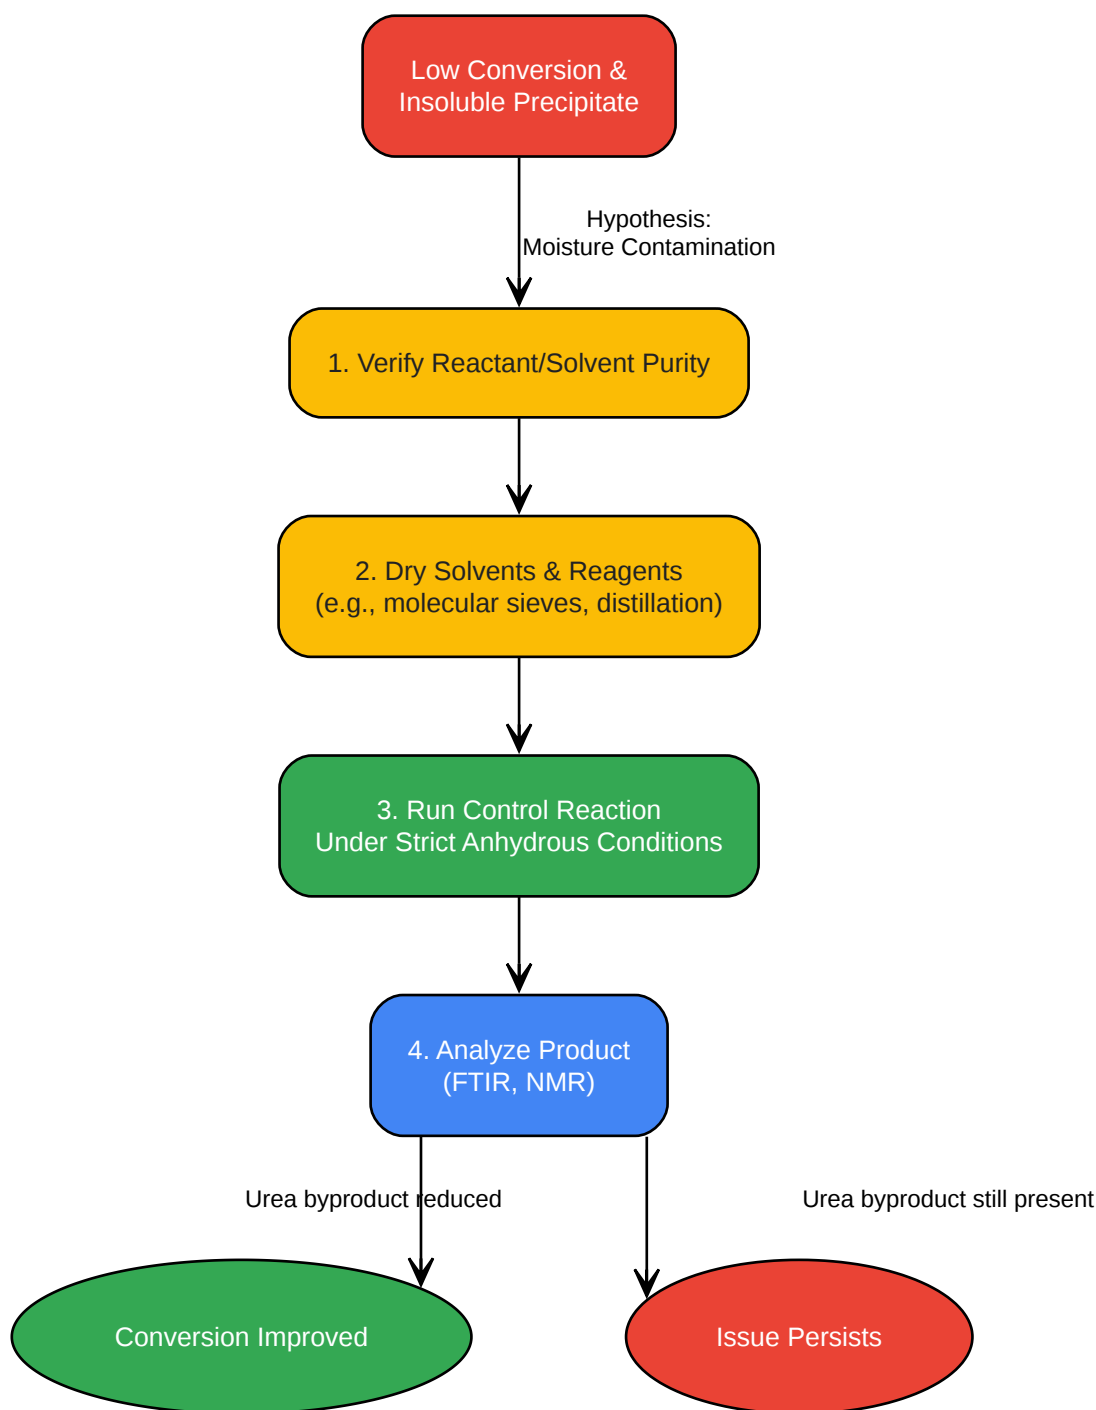 Low Conversion &
Insoluble Precipitate
Hypothesis:
Moisture Contamination
1. Verify Reactant/Solvent Purity
2. Dry Solvents & Reagents
(e.g., molecular sieves, distillation)
3. Run Control Reaction
Under Strict Anhydrous Conditions
4. Analyze Product
(FTIR, NMR)
Urea byproduct reduced
Urea byproduct still present
Conversion Improved
Issue Persists